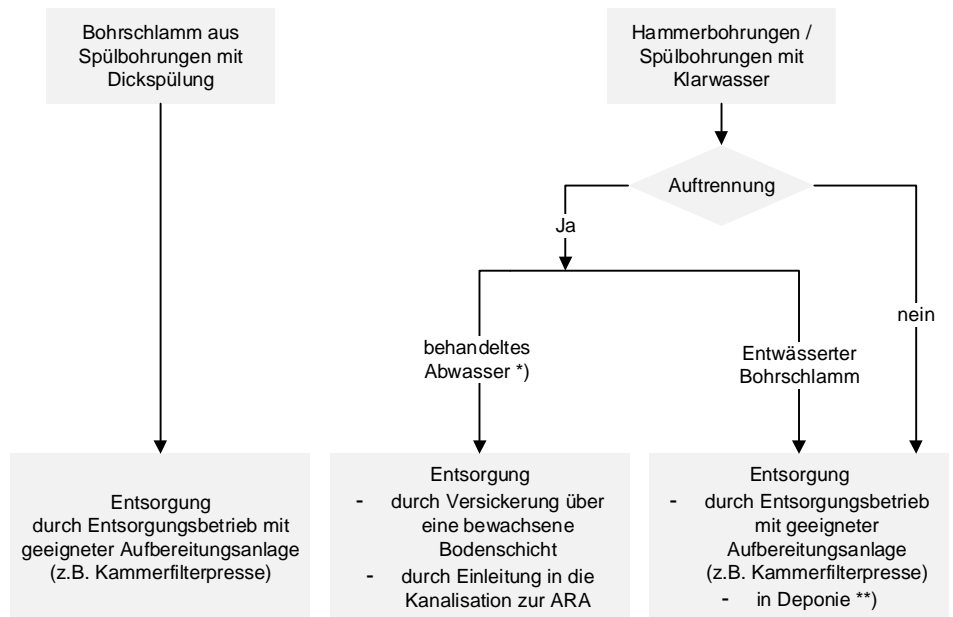 Bohrschlamm aus
Spülbohrungen mit
Dickspülung
Hammerbohrungen /
Spülbohrungen mit
Klarwasser
Auftrennung
Ja
nein
behandeltes
Abwasser *)
Entwässerter
Bohrschlamm
Entsorgung
durch Entsorgungsbetrieb mit
geeigneter Aufbereitungsanlage
(z.B. Kammerfilterpresse)
Entsorgung
- durch Versickerung über
eine bewachsene
Bodenschicht
- durch Einleitung in die
Kanalisation zur ARA
Entsorgung
- durch Entsorgungsbetrieb
mit geeigneter
Aufbereitungsanlage
(z.B. Kammerfilterpresse)
- in Deponie **)